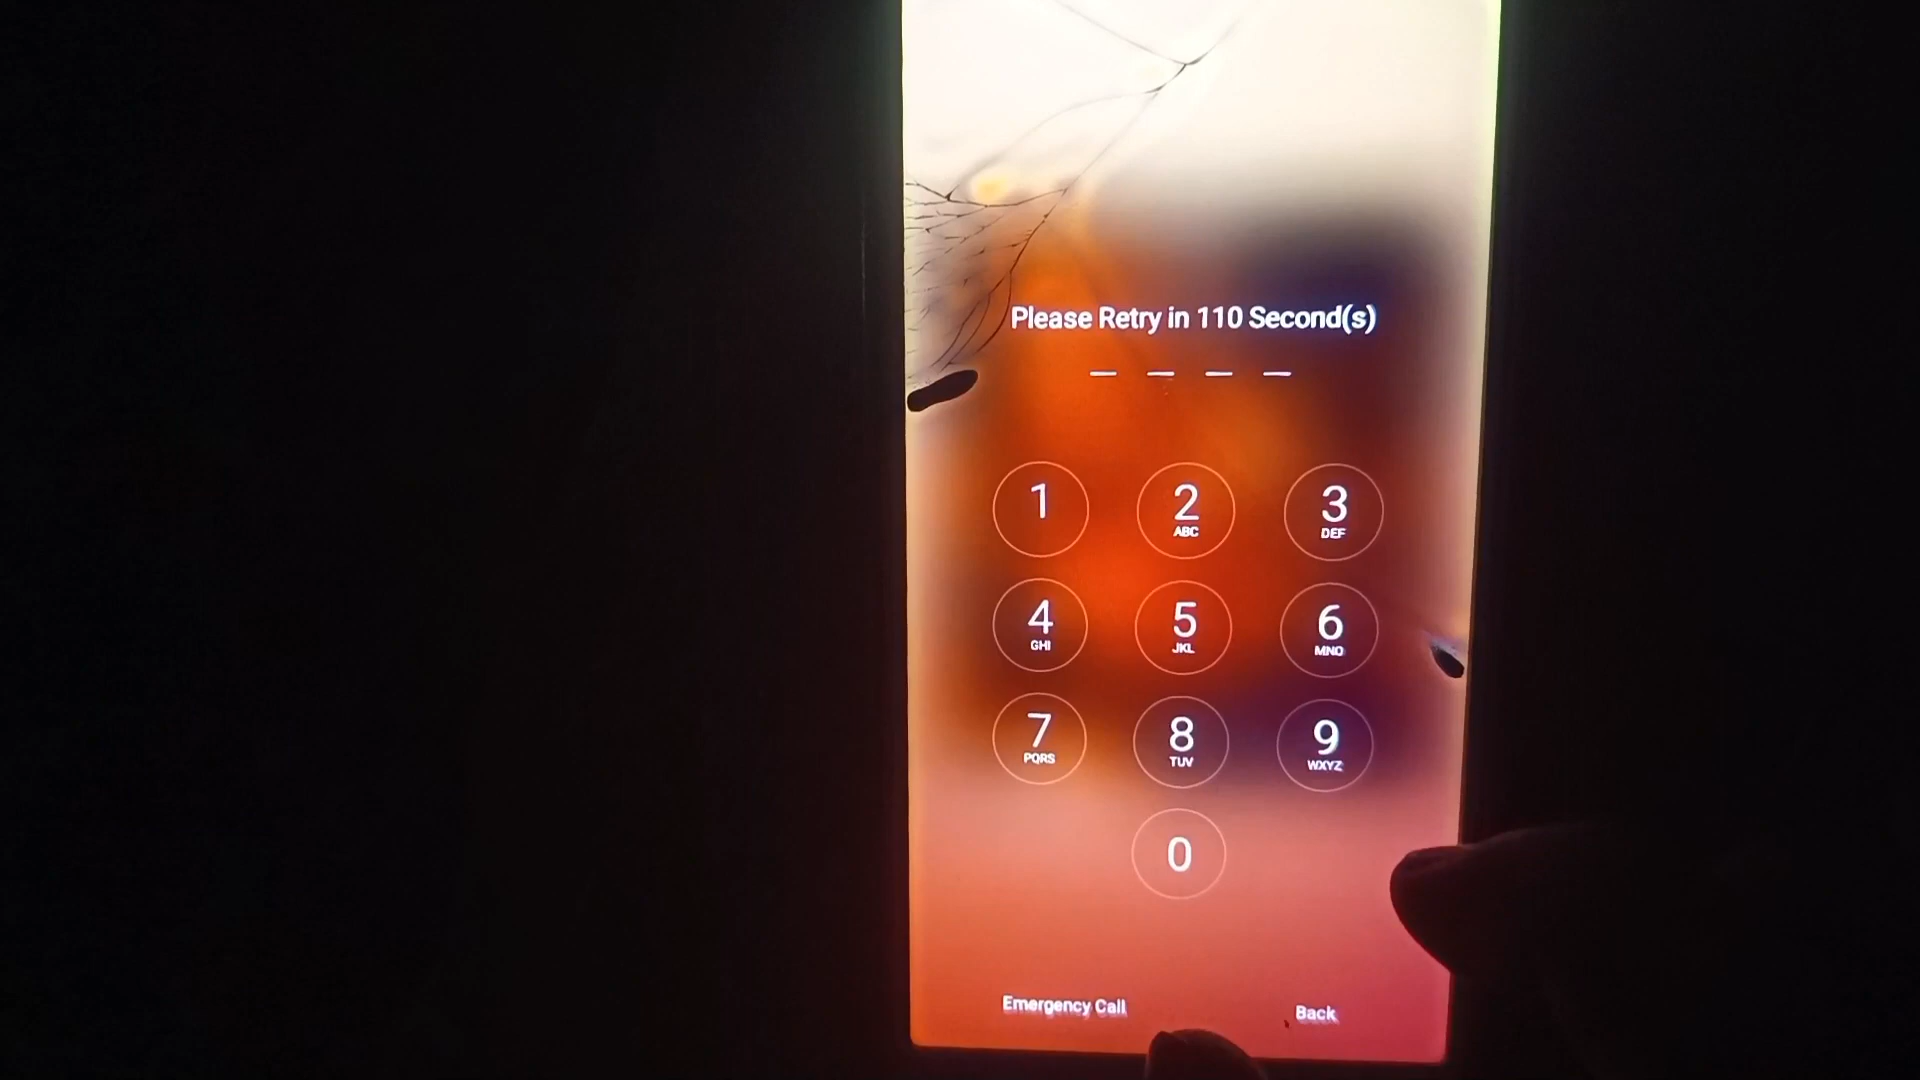 Please Retry in 110 Second(s)
1 2 3
ABC DEF
4 5 6
GHI JKL MNO
7 8 9
PQRS TUV WXYZ
0
Emergency Call Back